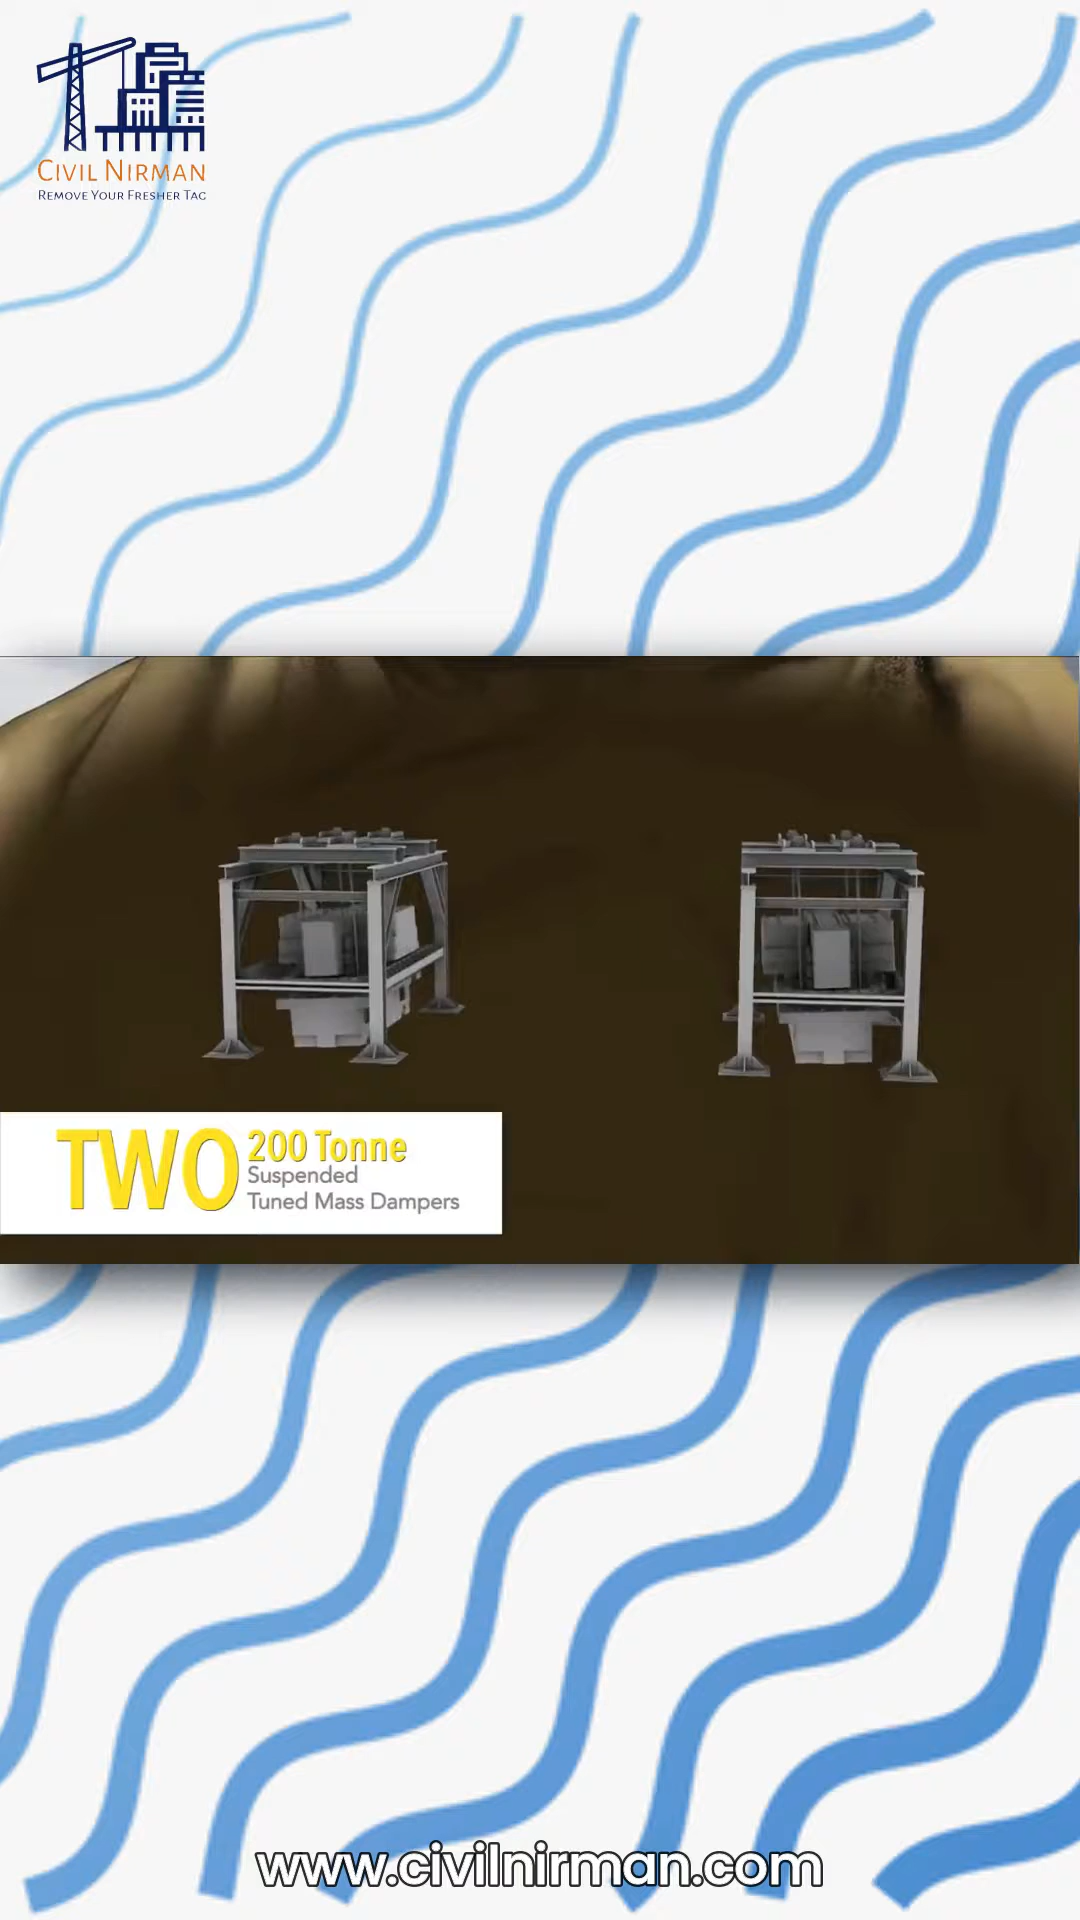 CIVIL NIRMAN
REMOVE YOUR FRESHER TAG
TWO 200 Tonne
Suspended
Tuned Mass Dampers
www.civilnirman.com